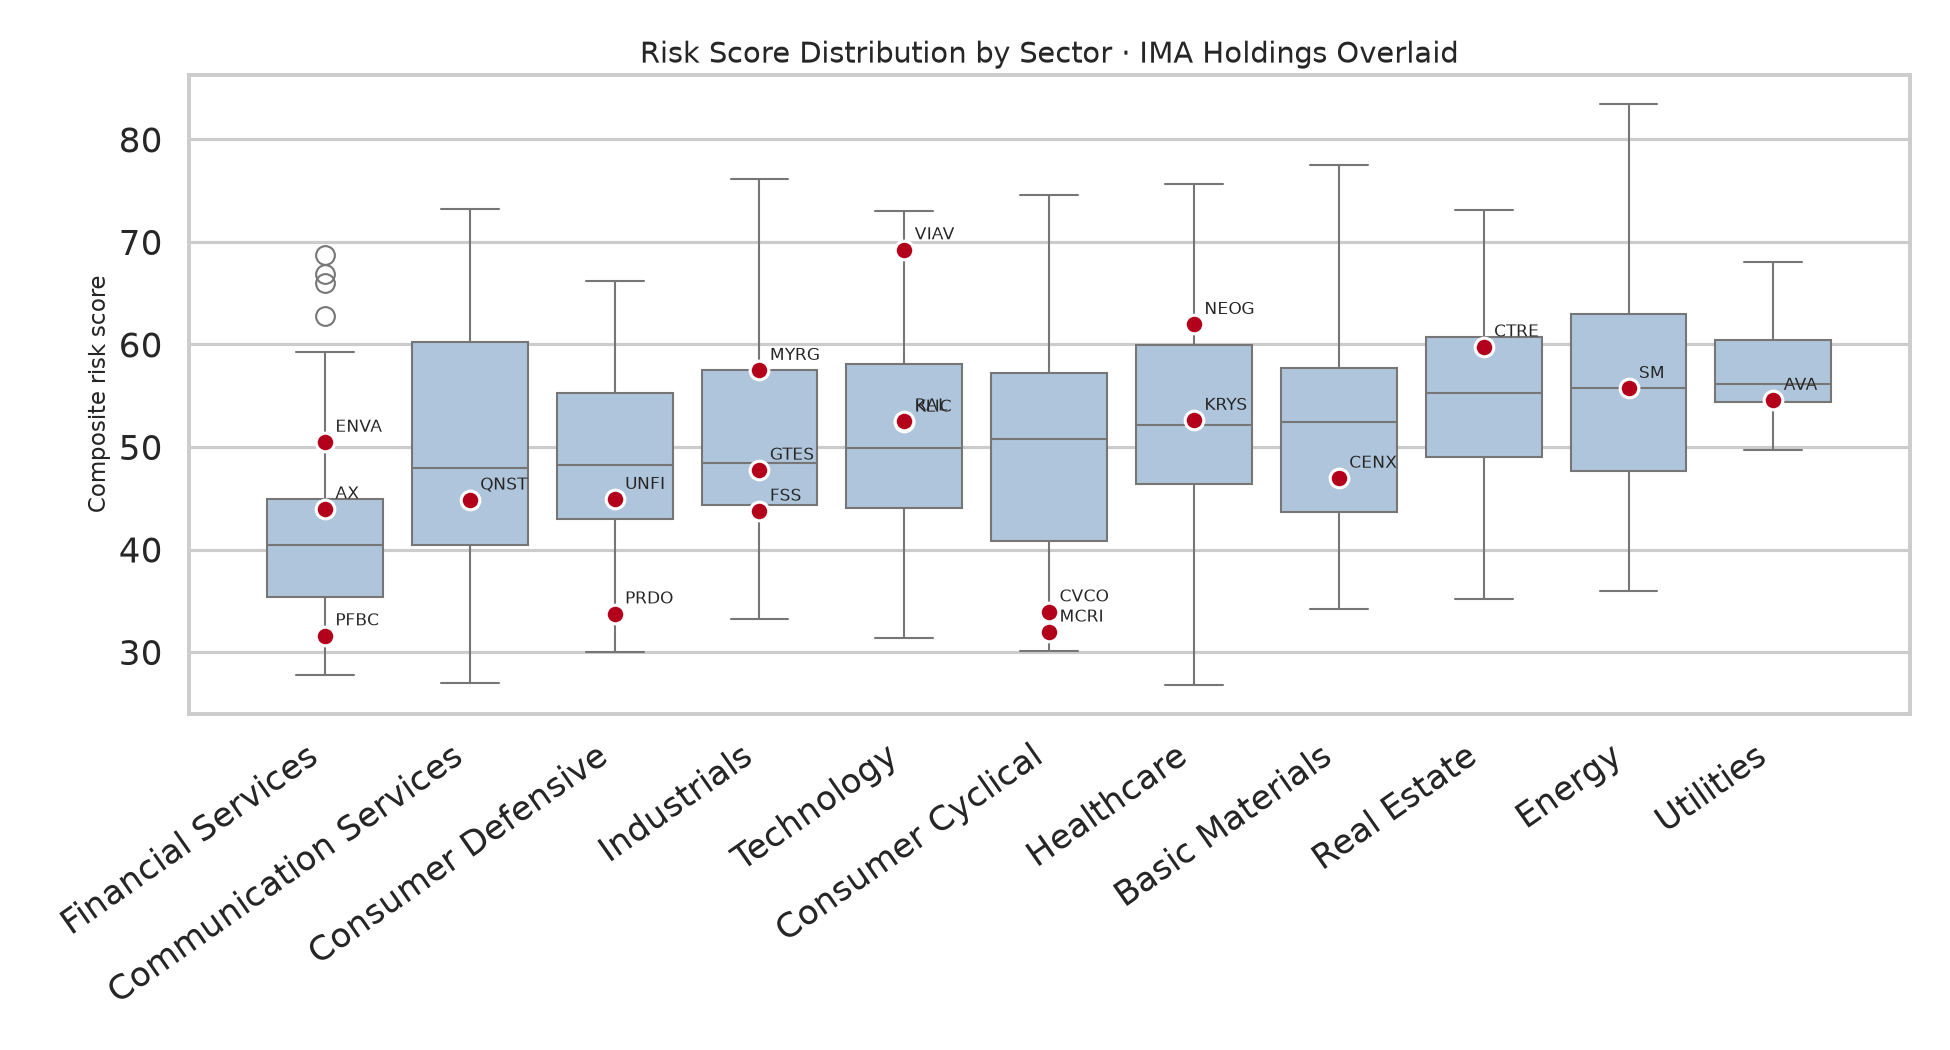 Risk Score Distribution by Sector · IMA Holdings Overlaid
Composite risk score
80
70
60
50
40
30
ENVA
AX
PFBC
QNST
UNFI
PRDO
MYRG
GTES
FSS
VIAV
CVCO
MCRI
NEOG
KRYS
CENX
CTRE
SM
AVA
Financial Services
Communication Services
Consumer Defensive
Industrials
Technology
Consumer Cyclical
Healthcare
Basic Materials
Real Estate
Energy
Utilities